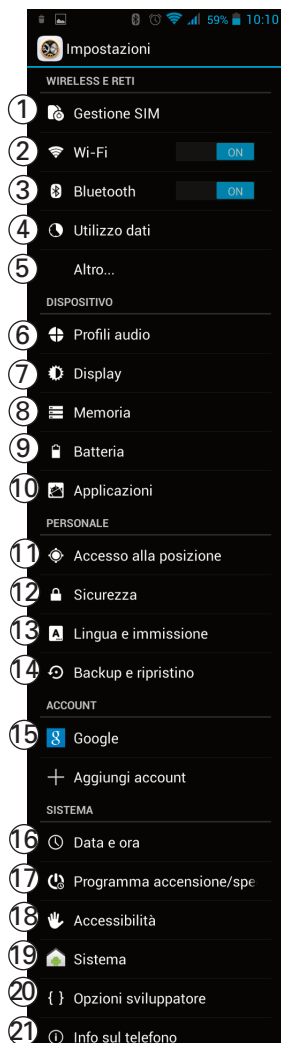 59% 10:10
Impostazioni
WIRELESS E RETI
1 Gestione SIM
2 Wi-Fi ON
3 Bluetooth ON
4 Utilizzo dati
5 Altro...
DISPOSITIVO
6 Profili audio
7 Display
8 Memoria
9 Batteria
10 Applicazioni
PERSONALE
11 Accesso alla posizione
12 Sicurezza
13 A Lingua e immissione
14 Backup e ripristino
ACCOUNT
15 g Google
+ Aggiungi account
SISTEMA
16 Data e ora
17 Programma accensione/spe
18 Accessibilità
19 Sistema
20 { } Opzioni sviluppatore
21 Info sul telefono